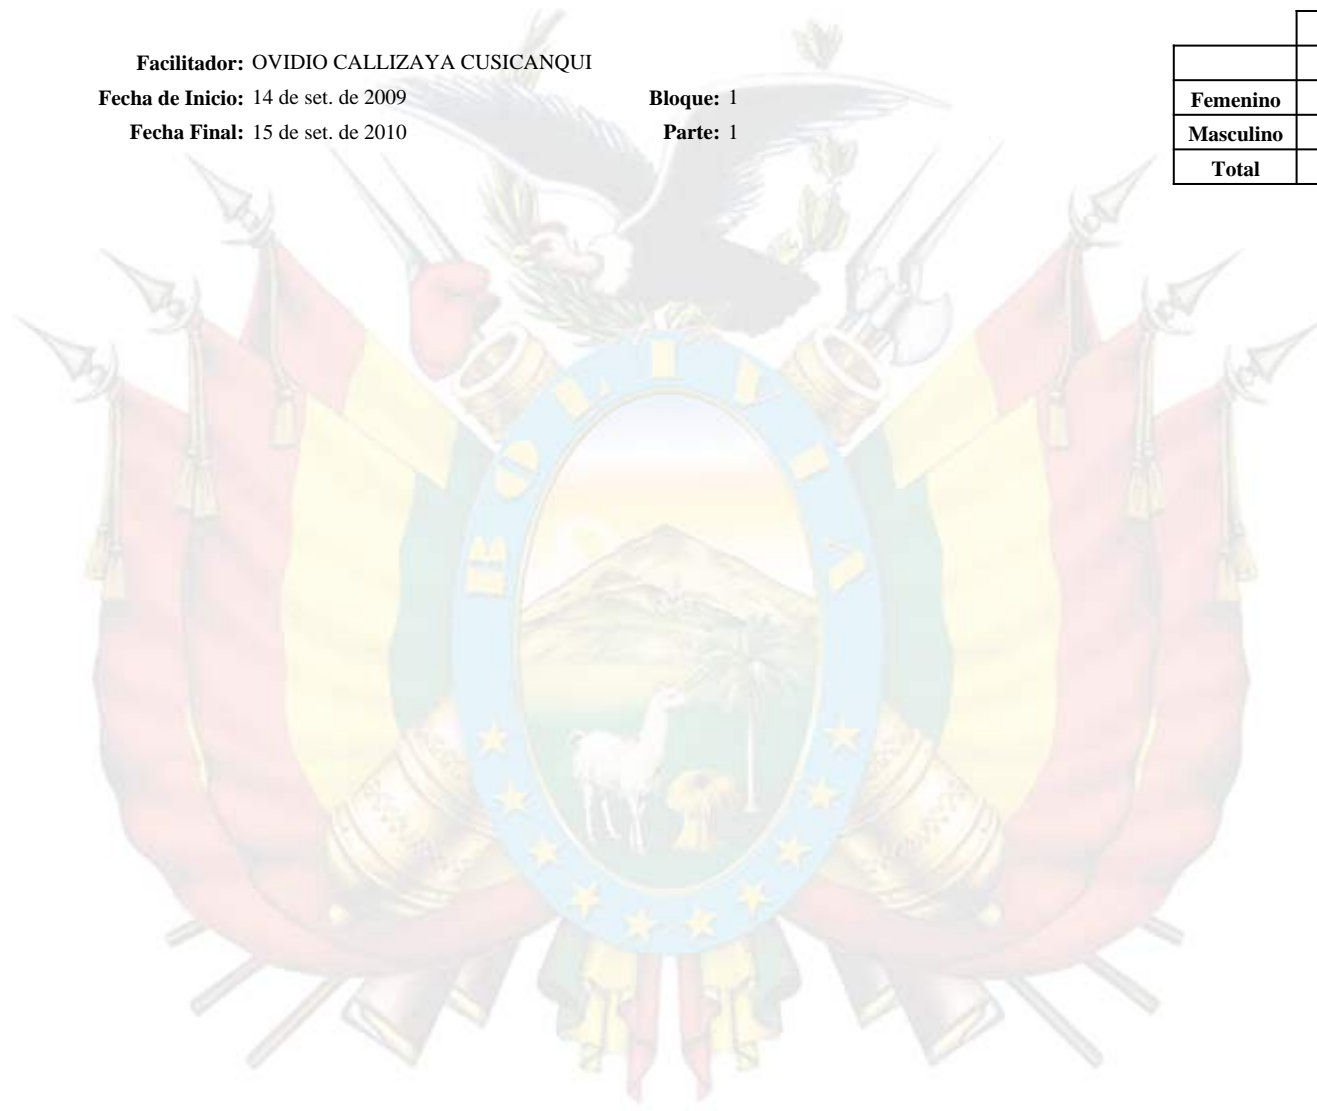 Facilitador: OVIDIO CALLIZAYA CUSICANQUI
Fecha de Inicio: 14 de set. de 2009 Bloque: 1
Fecha Final: 15 de set. de 2010 Parte: 1
Femenino
Masculino
Total
BOLIVIA